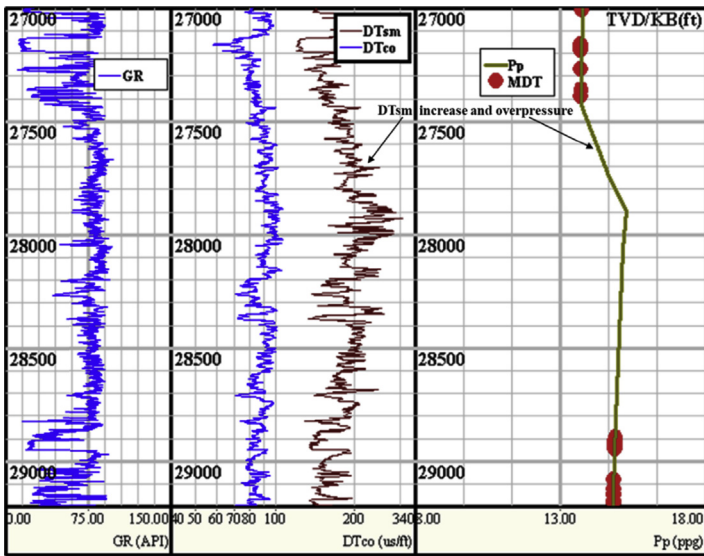 27000
27500
28000
28500
29000
GR
0.00 75.00 150.00
GR (API)
27000
27500
28000
28500
29000
DTsm
DTco
40 50 60 70 80 100 200 340
DTco (us/ft)
TVD/KB(ft)
Pp
MDT
DTsm increase and overpressure
27000
27500
28000
28500
29000
8.00 13.00 18.00
Pp (ppg)